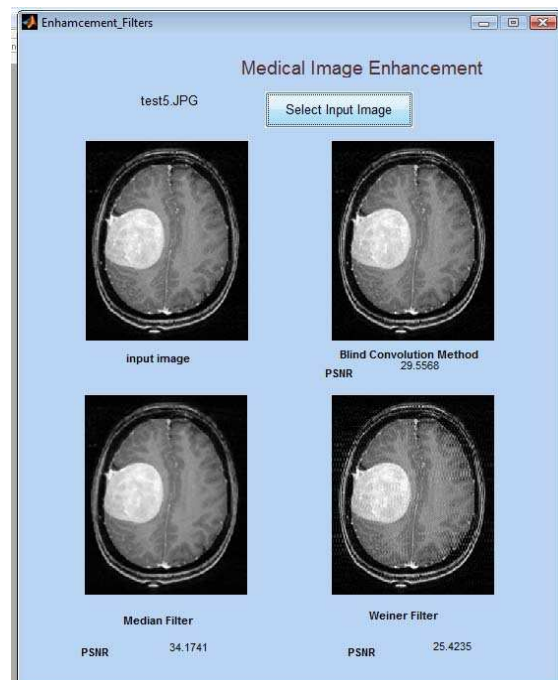 Enhamcement_Filters
Medical Image Enhancement
test5.JPG
Select Input Image
input image
Blind Convolution Method
PSNR 29.5568
Median Filter
Weiner Filter
PSNR 34.1741
PSNR 25.4235